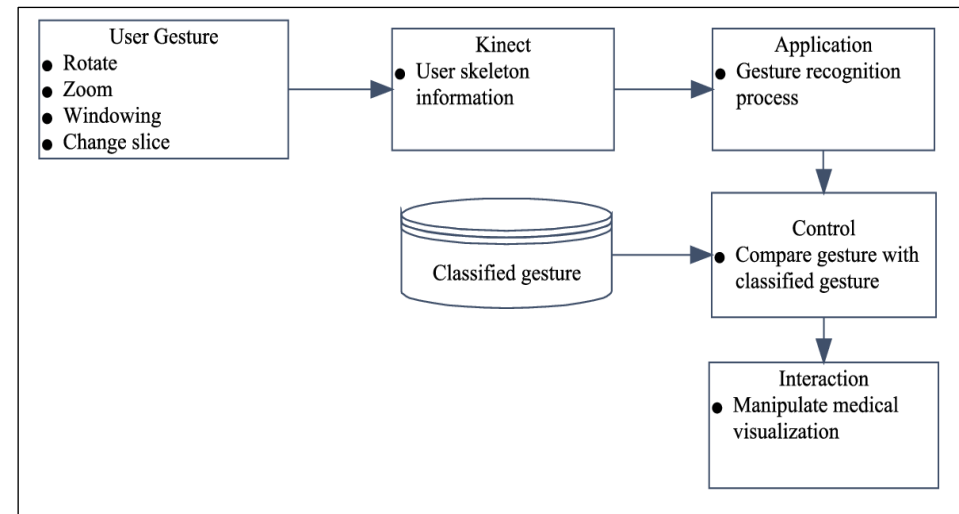 User Gesture
● Rotate
● Zoom
● Windowing
● Change slice
Kinect
● User skeleton
information
Application
● Gesture recognition
process
Classified gesture
Control
● Compare gesture with
classified gesture
Interaction
● Manipulate medical
visualization